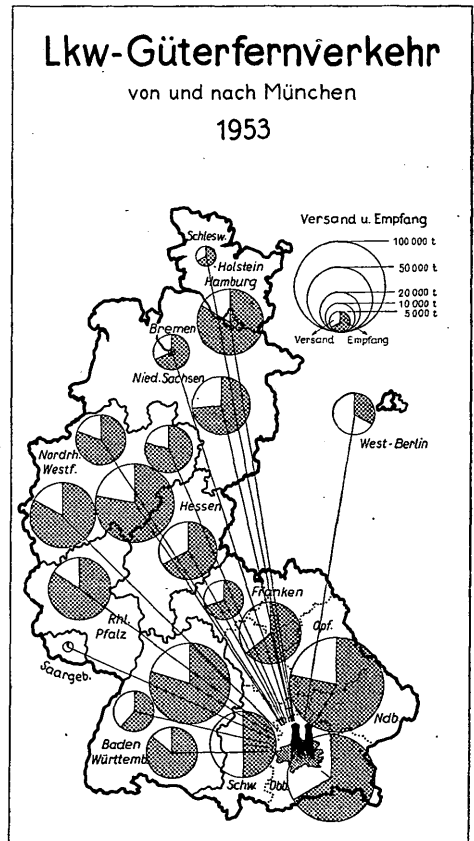 Lkw-Güterfernverkehr
von und nach München
1953
Versand u. Empfang
100 000 t
50 000 t
20 000 t
10 000 t
5 000 t
Versand Empfang
Schlesw.
Holstein
Hamburg
Bremen
Nied. Sachsen
West-Berlin
Nordrh.
Westf.
Hessen
Franken
Opf.
Rhl.
Pfalz
Saargeb.
Ndb.
Baden
Württemb.
Schw.
Obb.